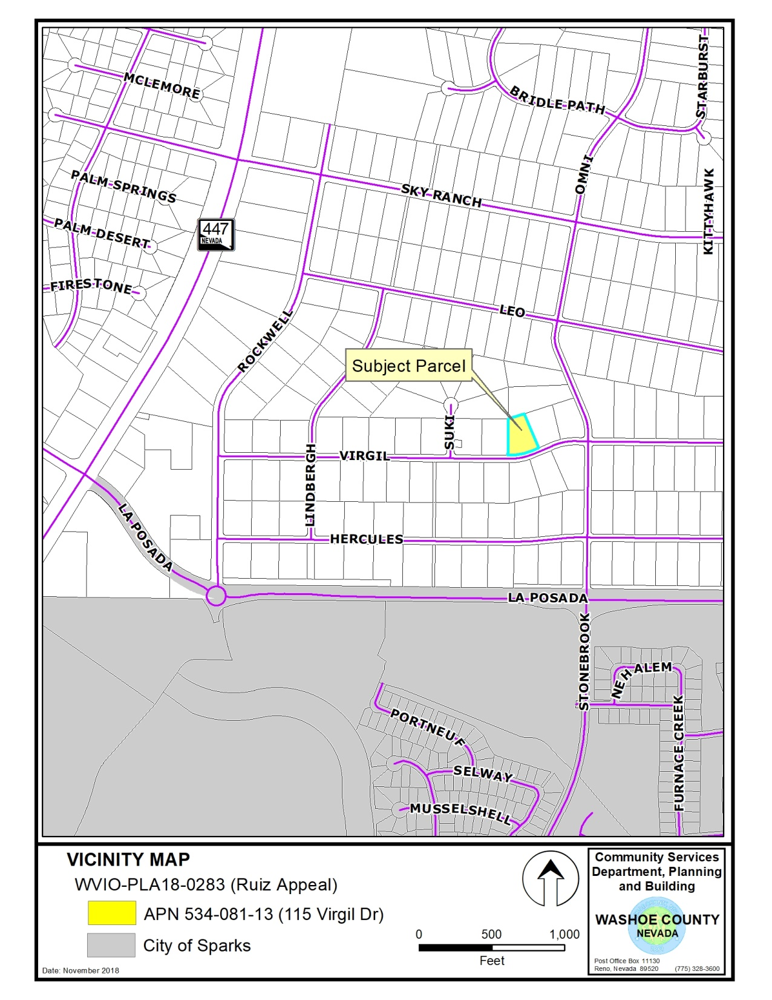 MCLEMORE
BRIDLE PATH
STARBURST
PALM SPRINGS
SKY RANCH
OMNI
KITTYHAWK
447
NEVADA
PALM DESERT
FIRESTONE
LEO
ROCKWELL
Subject Parcel
SUKI
VIRGIL
LINDBERGH
LA POSADA
HERCULES
LA POSADA
STONEBROOK
NEHALEM
FURNACE CREEK
PORTNEUF
SELWAY
MUSSELSHELL
VICINITY MAP
WVIO-PLA18-0283 (Ruiz Appeal)
APN 534-081-13 (115 Virgil Dr)
City of Sparks
Date: November 2018
0 500 1,000
Feet
Community Services
Department, Planning
and Building
WASHOE COUNTY
NEVADA
Post Office Box 11130
Reno, Nevada 89520 (775) 328-3600